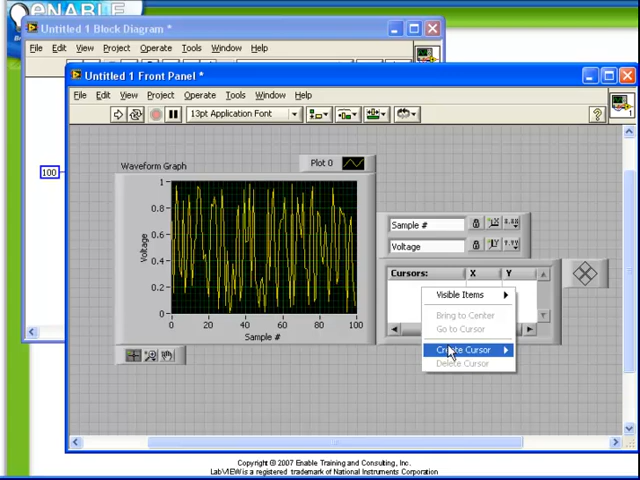 ENABLE
Untitled 1 Block Diagram *
File Edit View Project Operate Tools Window Help
Untitled 1 Front Panel *
File Edit View Project Operate Tools Window Help
13pt Application Font
?
1
100
Waveform Graph
Plot 0
Voltage
1
0.8
0.6
0.4
0.2
0
0 20 40 60 80 100
Sample #
Sample #
X
X.XX
Voltage
Y
Y.YY
Cursors: X Y
Visible Items
Bring to Center
Go to Cursor
Create Cursor
Delete Cursor
Copyright © 2007 Enable Training and Consulting, Inc.
LabVIEW is a registered trademark of National Instruments Corporation